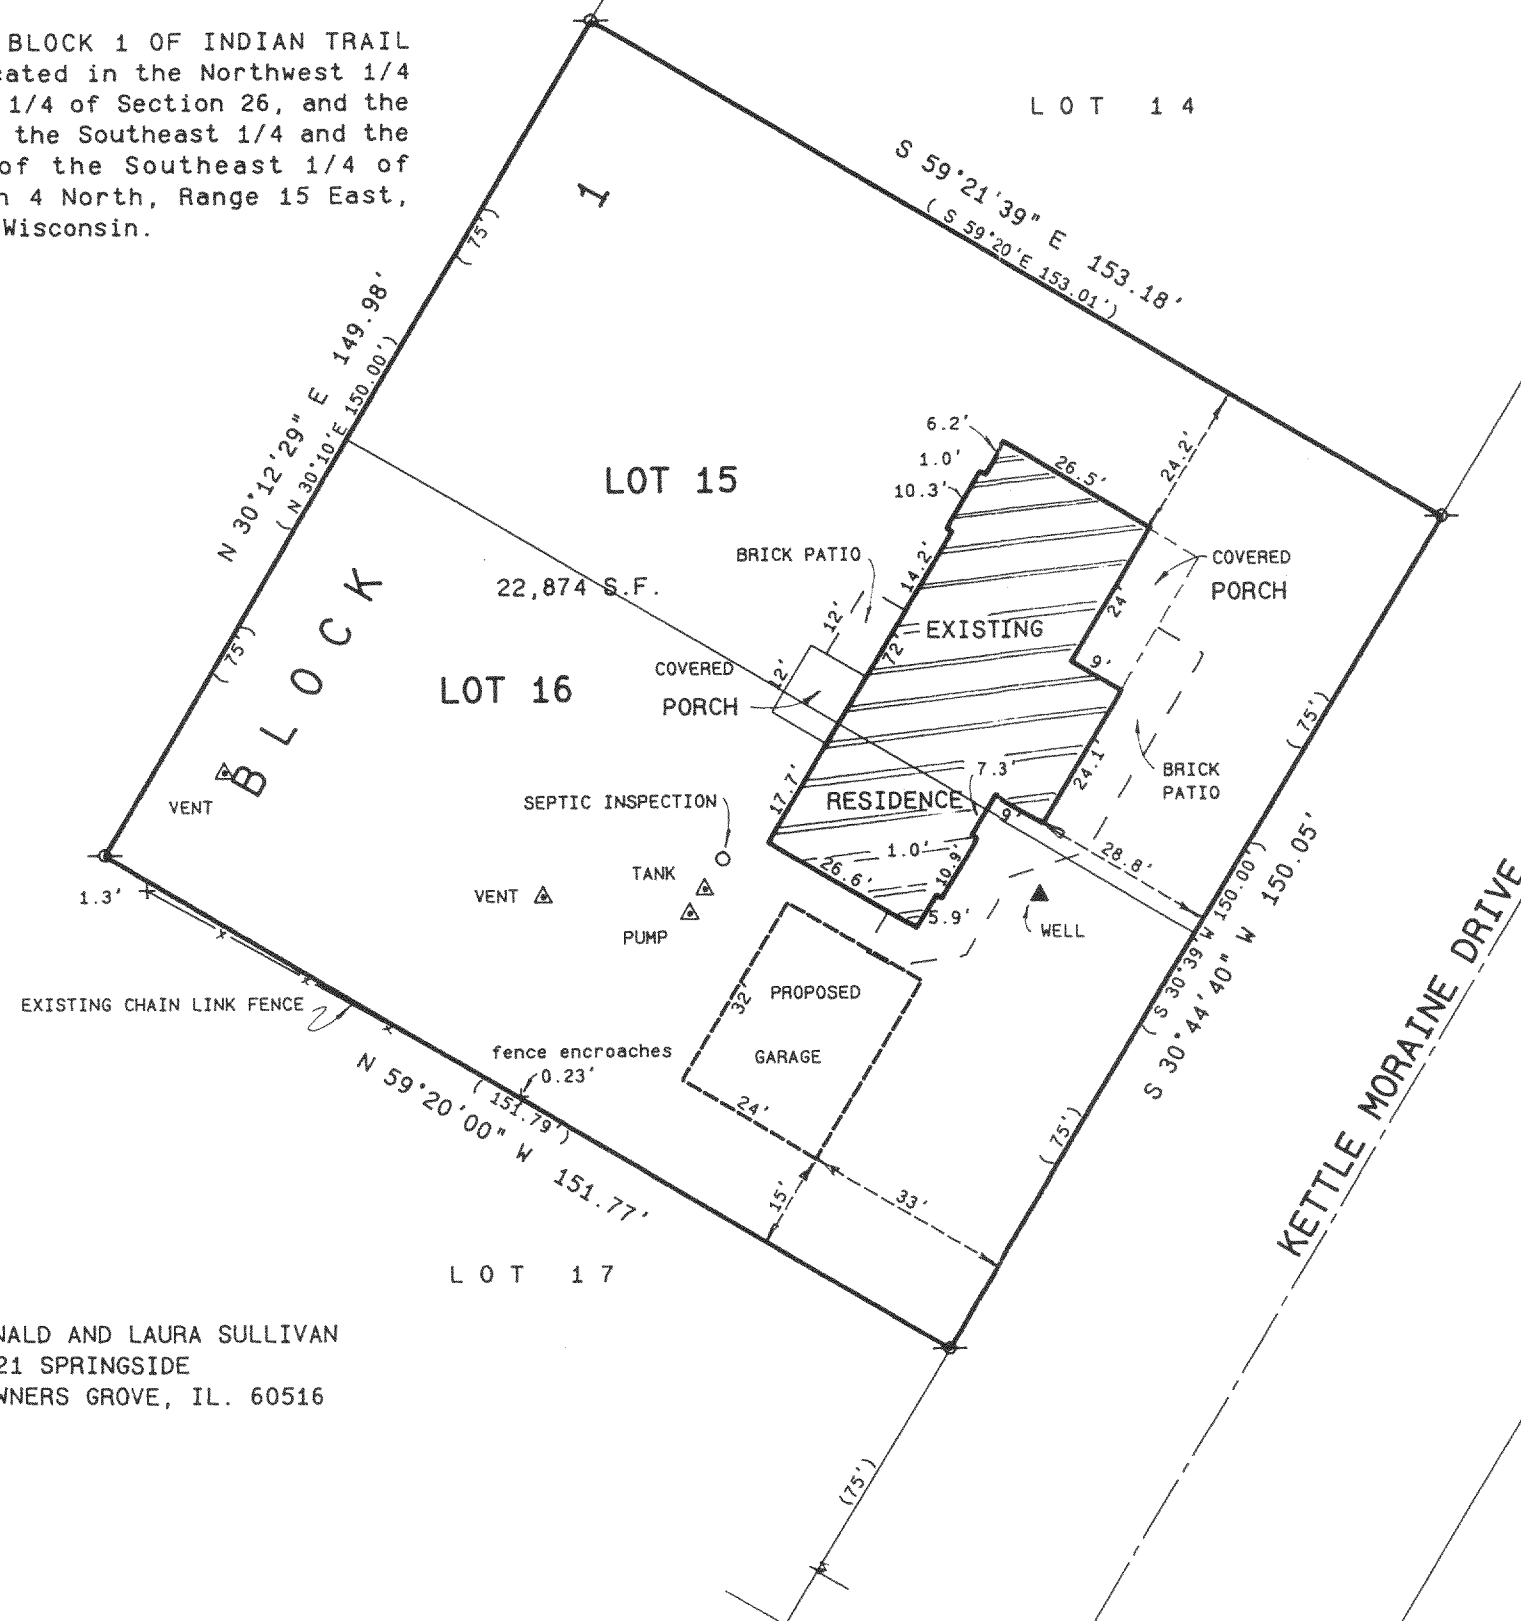 BLOCK 1 OF INDIAN TRAIL
ated in the Northwest 1/4
1/4 of Section 26, and the
the Southeast 1/4 and the
of the Southeast 1/4 of
4 North, Range 15 East,
Wisconsin.
LOT 14
1
S 59°21'39" E 153.18'
( S 59°20'E 153.01')
(75')
N 30°12'29" E 149.98'
( N 30°10'E 150.00')
LOT 15
6.2'
1.0'
10.3'
26.5'
24.2'
BRICK PATIO
14.2'
COVERED
PORCH
22,874 S.F.
12'
24'
EXISTING
72'
9'
BLOCK
(75')
COVERED
PORCH
12'
LOT 16
(75')
VENT
SEPTIC INSPECTION
17.7'
7.3'
24.1'
BRICK
PATIO
RESIDENCE
9'
1.0'
28.8'
26.6'
10.9'
TANK
VENT
1.3'
PUMP
5.9'
WELL
( S 30°39'W 150.00')
S 30°44'40" W 150.05'
KETTLE MORAINE DRIVE
EXISTING CHAIN LINK FENCE
32'
PROPOSED
GARAGE
fence encroaches
0.23'
24'
( 151.79')
N 59°20'00" W 151.77'
(75')
15'
33'
LOT 17
NALD AND LAURA SULLIVAN
21 SPRINGSIDE
WNERS GROVE, IL. 60516
(75')